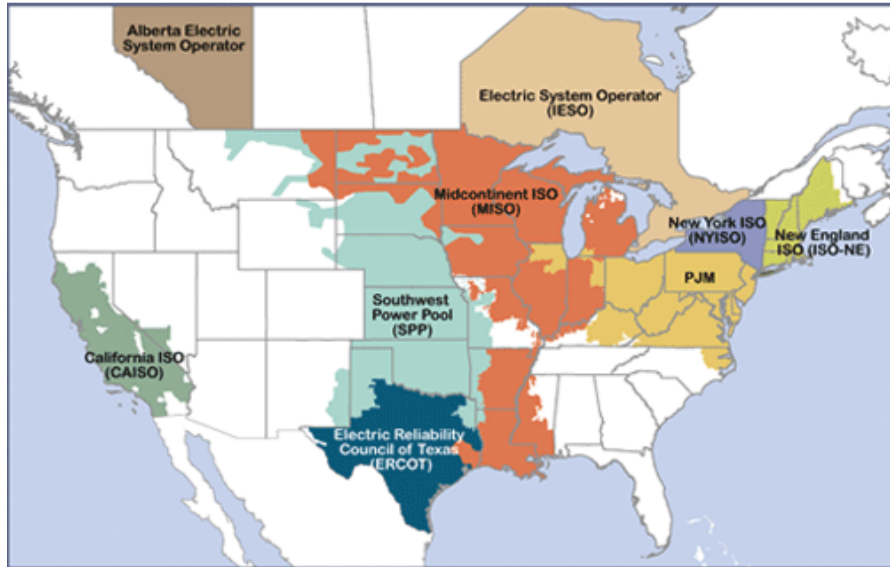 Alberta Electric
System Operator
Electric System Operator
(IESO)
Midcontinent ISO
(MISO)
New York ISO
(NYISO)
New England
ISO (ISO-NE)
PJM
Southwest
Power Pool
(SPP)
California ISO
(CAISO)
Electric Reliability
Council of Texas
(ERCOT)